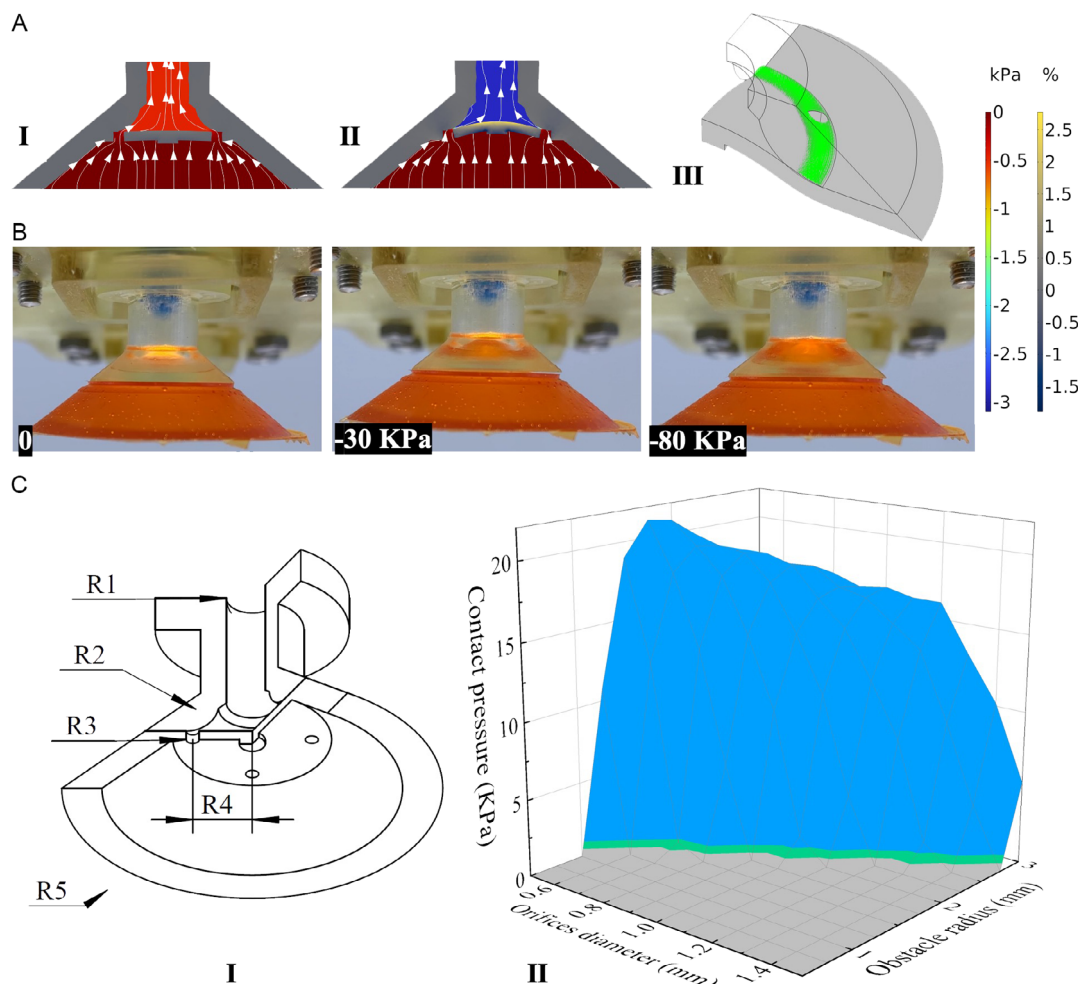 A
I
II
III
kPa
%
0
-0.5
-1
-1.5
-2
-2.5
-3
2.5
2
1.5
1
0.5
0
-0.5
-1
-1.5
B
0
-30 KPa
-80 KPa
C
R1
R2
R3
R4
R5
I
Contact pressure (KPa)
20
15
10
5
0
0.6
0.8
1.0
1.2
1.4
Orifices diameter (mm)
1
2
3
Obstacle radius (mm)
II